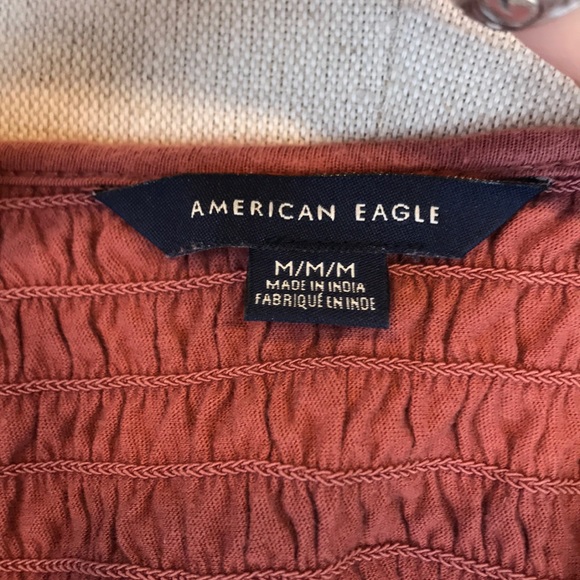 AMERICAN EAGLE
M/M/M
MADE IN INDIA
FABRIQUÉ EN INDE